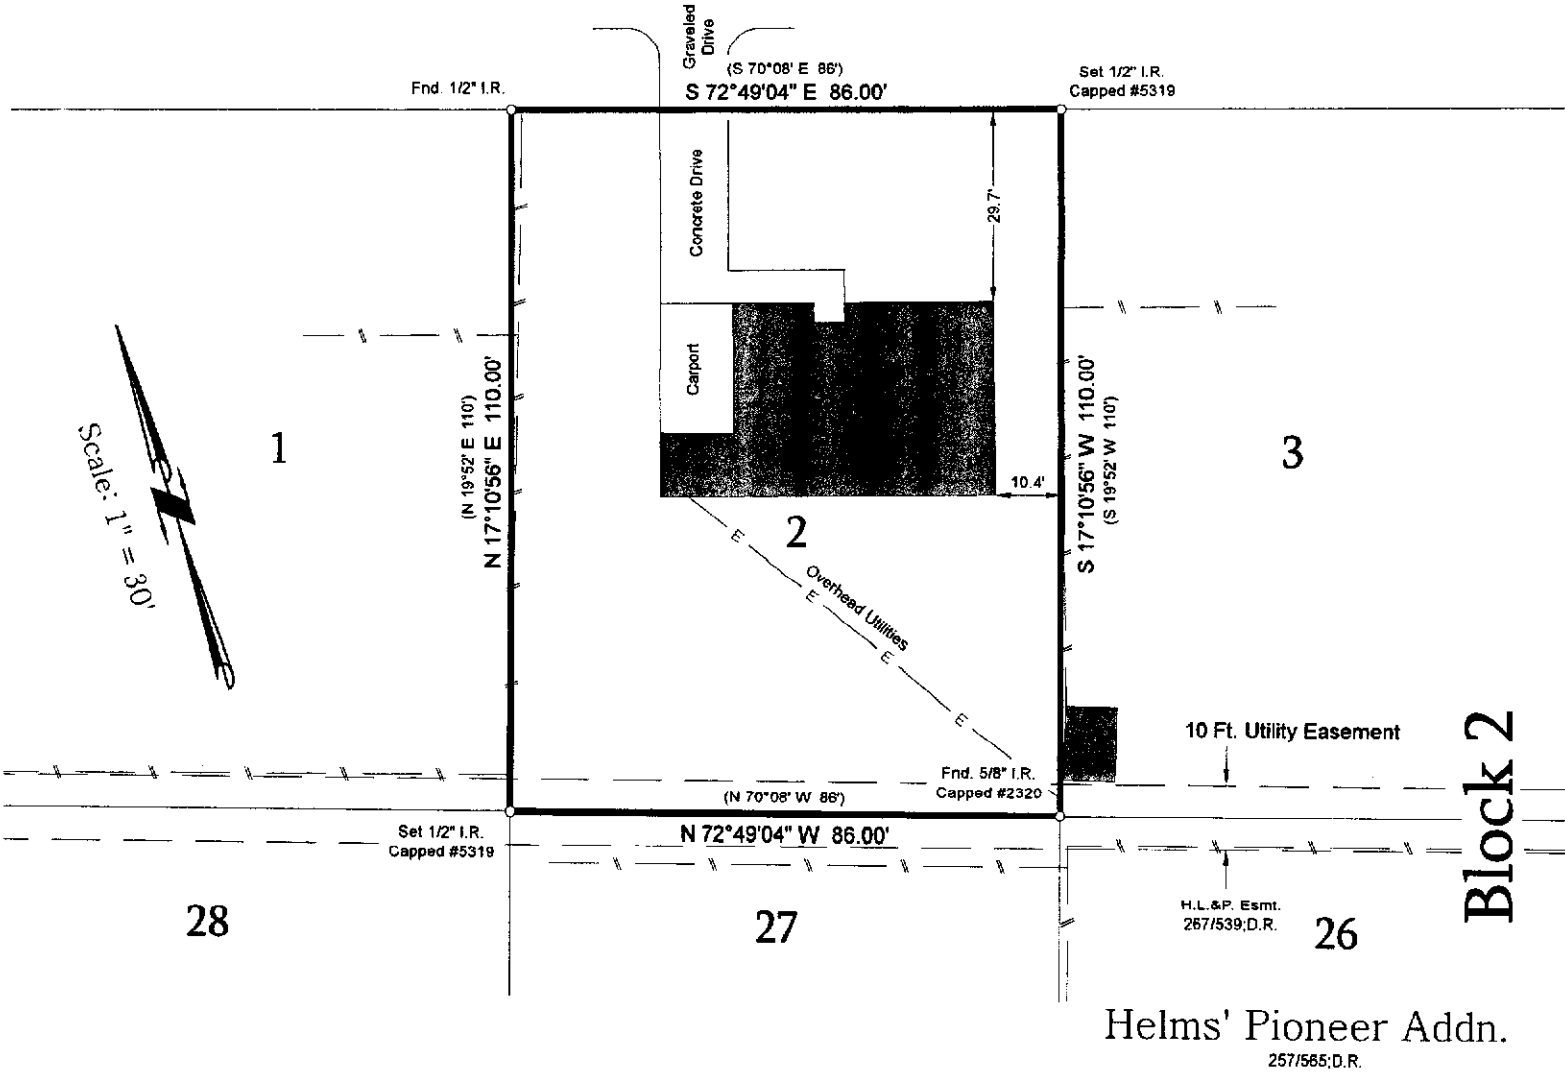 Graveled
Drive
(S 70°08' E 86')
S 72°49'04" E 86.00'
Fnd. 1/2" I.R.
Set 1/2" I.R.
Capped #5319
Concrete Drive
29.7'
Carport
N 17°10'56" E 110.00'
(N 19°52' E 110')
S 17°10'56" W 110.00'
(S 19°52' W 110')
1
3
Scale: 1" = 30'
10.4'
2
E
Overhead Utilities
E
E
E
10 Ft. Utility Easement
Fnd. 5/8" I.R.
Capped #2320
(N 70°08' W 86')
N 72°49'04" W 86.00'
Set 1/2" I.R.
Capped #5319
Block 2
H.L.&P. Esmt.
267/539;D.R.
28
27
26
Helms' Pioneer Addn.
257/565;D.R.